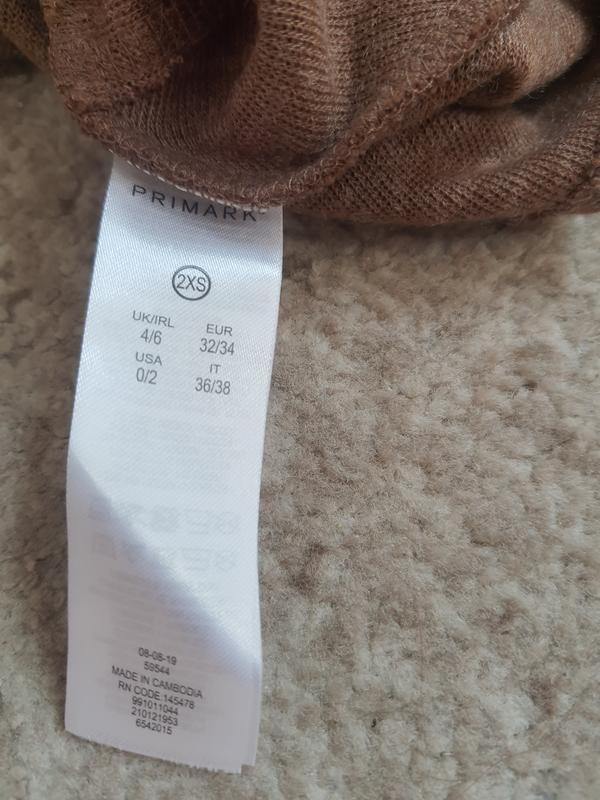 PRIMARK
2XS
UK/IRL EUR
4/6 32/34
USA IT
0/2 36/38
08-08-19
59544
MADE IN CAMBODIA
RN CODE:145478
991011044
210121953
6542015